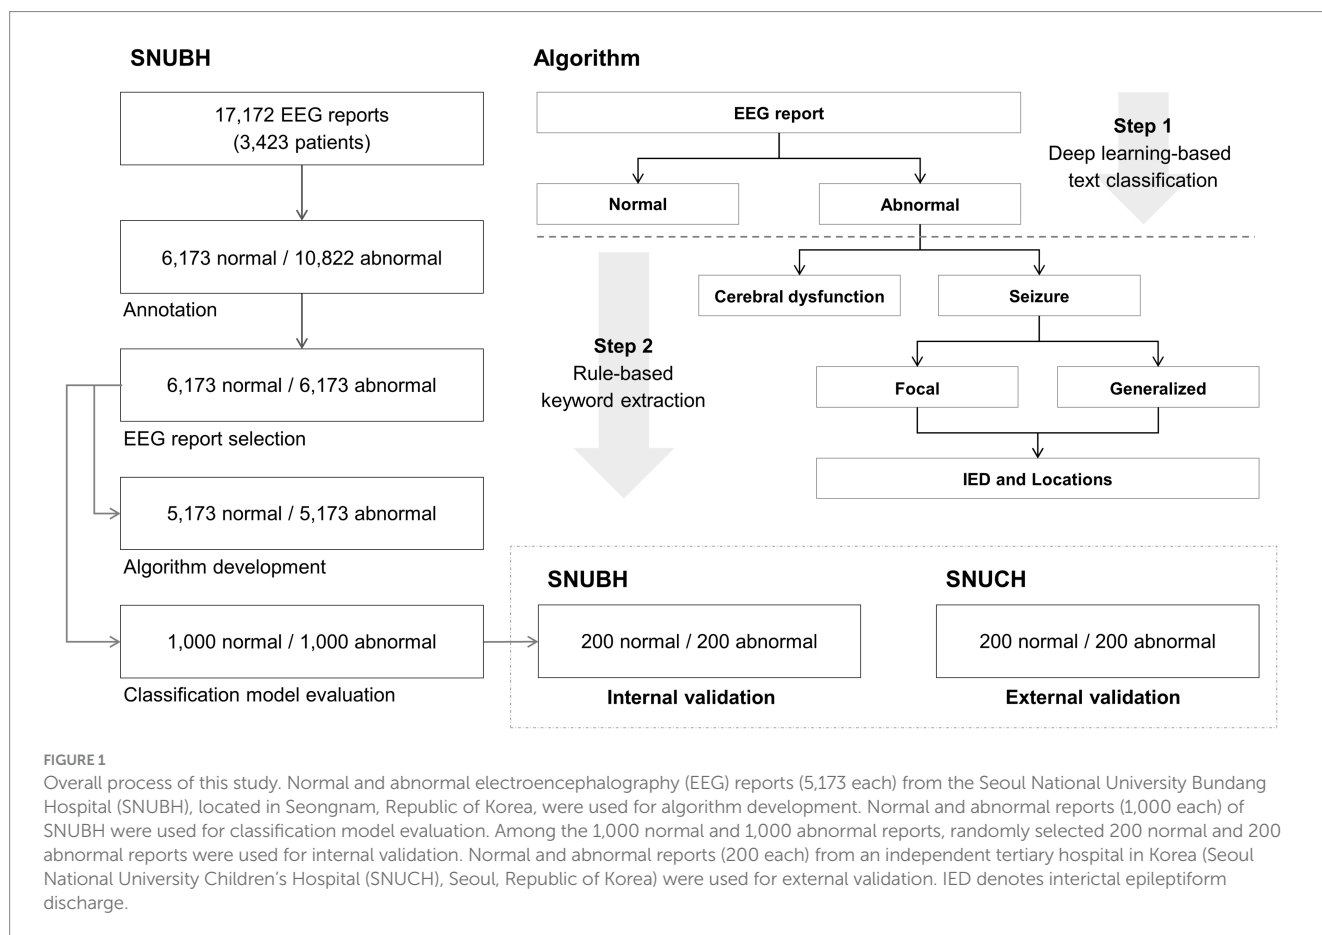 SNUBH
17,172 EEG reports
(3,423 patients)
6,173 normal / 10,822 abnormal
Annotation
6,173 normal / 6,173 abnormal
EEG report selection
5,173 normal / 5,173 abnormal
Algorithm development
1,000 normal / 1,000 abnormal
Classification model evaluation
Algorithm
EEG report
Normal
Abnormal
Step 1
Deep learning-based
text classification
Cerebral dysfunction
Seizure
Step 2
Rule-based
keyword extraction
Focal
Generalized
IED and Locations
SNUBH
200 normal / 200 abnormal
Internal validation
SNUCH
200 normal / 200 abnormal
External validation
FIGURE 1
Overall process of this study. Normal and abnormal electroencephalography (EEG) reports (5,173 each) from the Seoul National University Bundang
Hospital (SNUBH), located in Seongnam, Republic of Korea, were used for algorithm development. Normal and abnormal reports (1,000 each) of
SNUBH were used for classification model evaluation. Among the 1,000 normal and 1,000 abnormal reports, randomly selected 200 normal and 200
abnormal reports were used for internal validation. Normal and abnormal reports (200 each) from an independent tertiary hospital in Korea (Seoul
National University Children's Hospital (SNUCH), Seoul, Republic of Korea) were used for external validation. IED denotes interictal epileptiform
discharge.